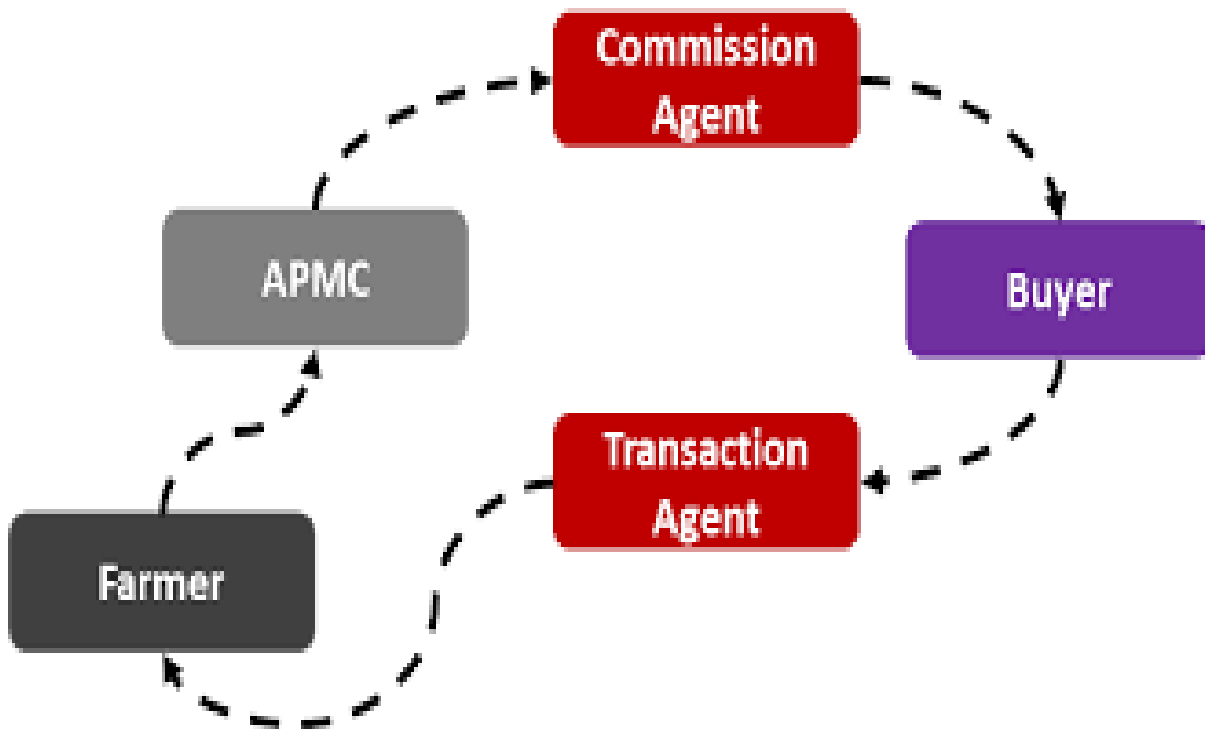 Commission
Agent
APMC
Buyer
Transaction
Agent
Farmer